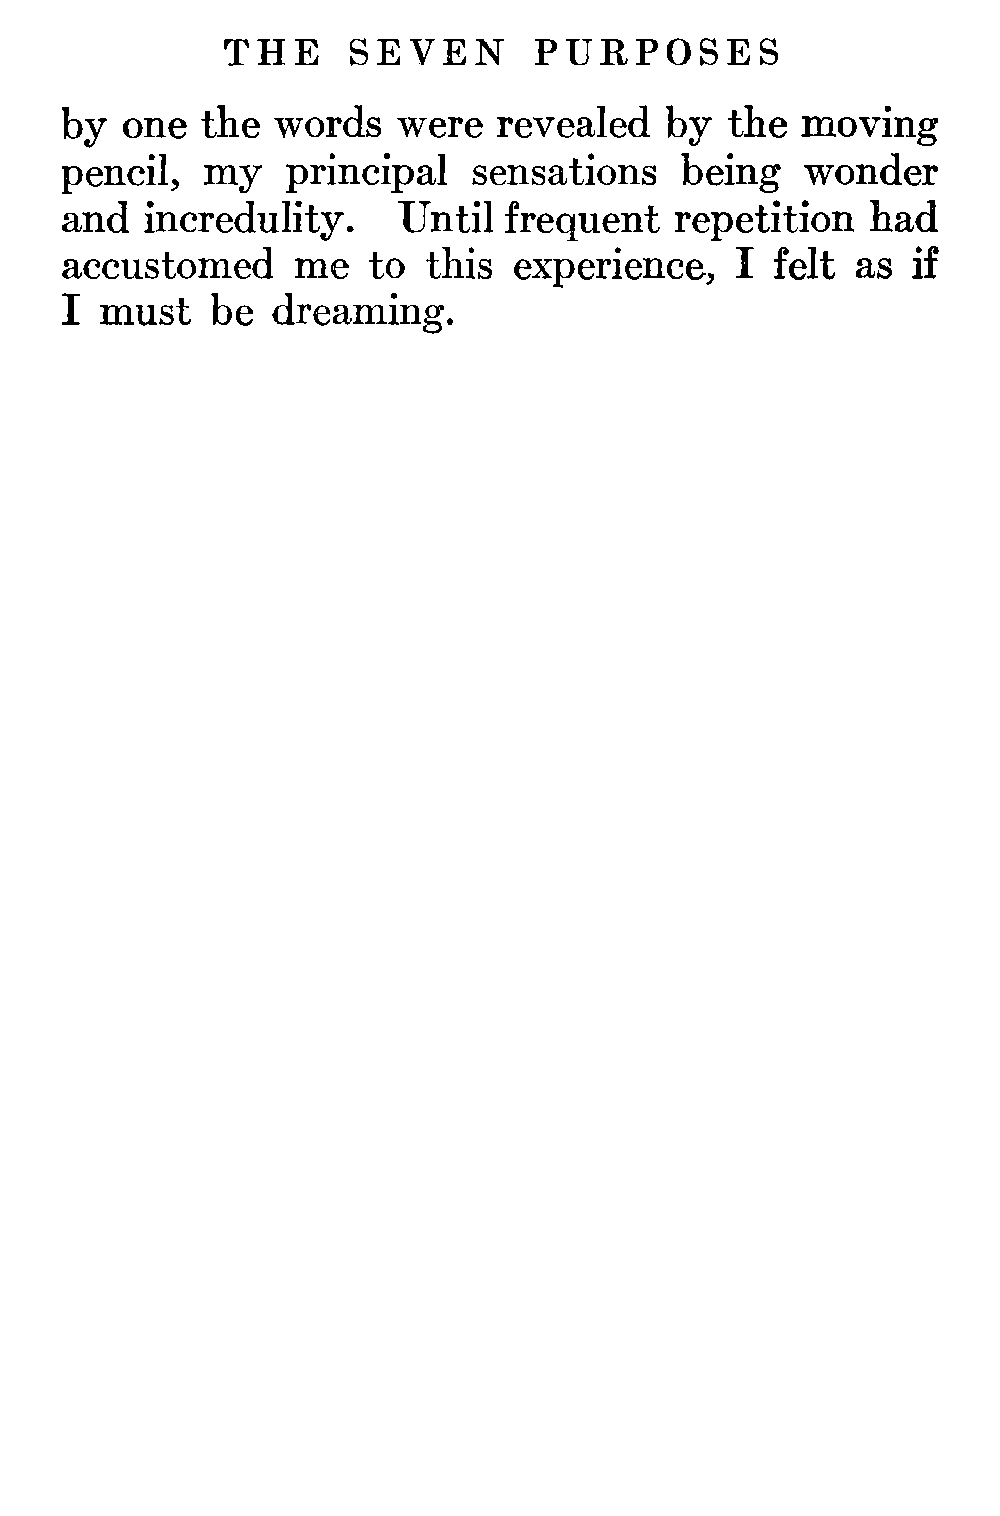 THE SEVEN PURPOSES
by one the words were revealed by the moving
pencil, my principal sensations being wonder
and incredulity. Until frequent repetition had
accustomed me to this experience, I felt as if
I must be dreaming.